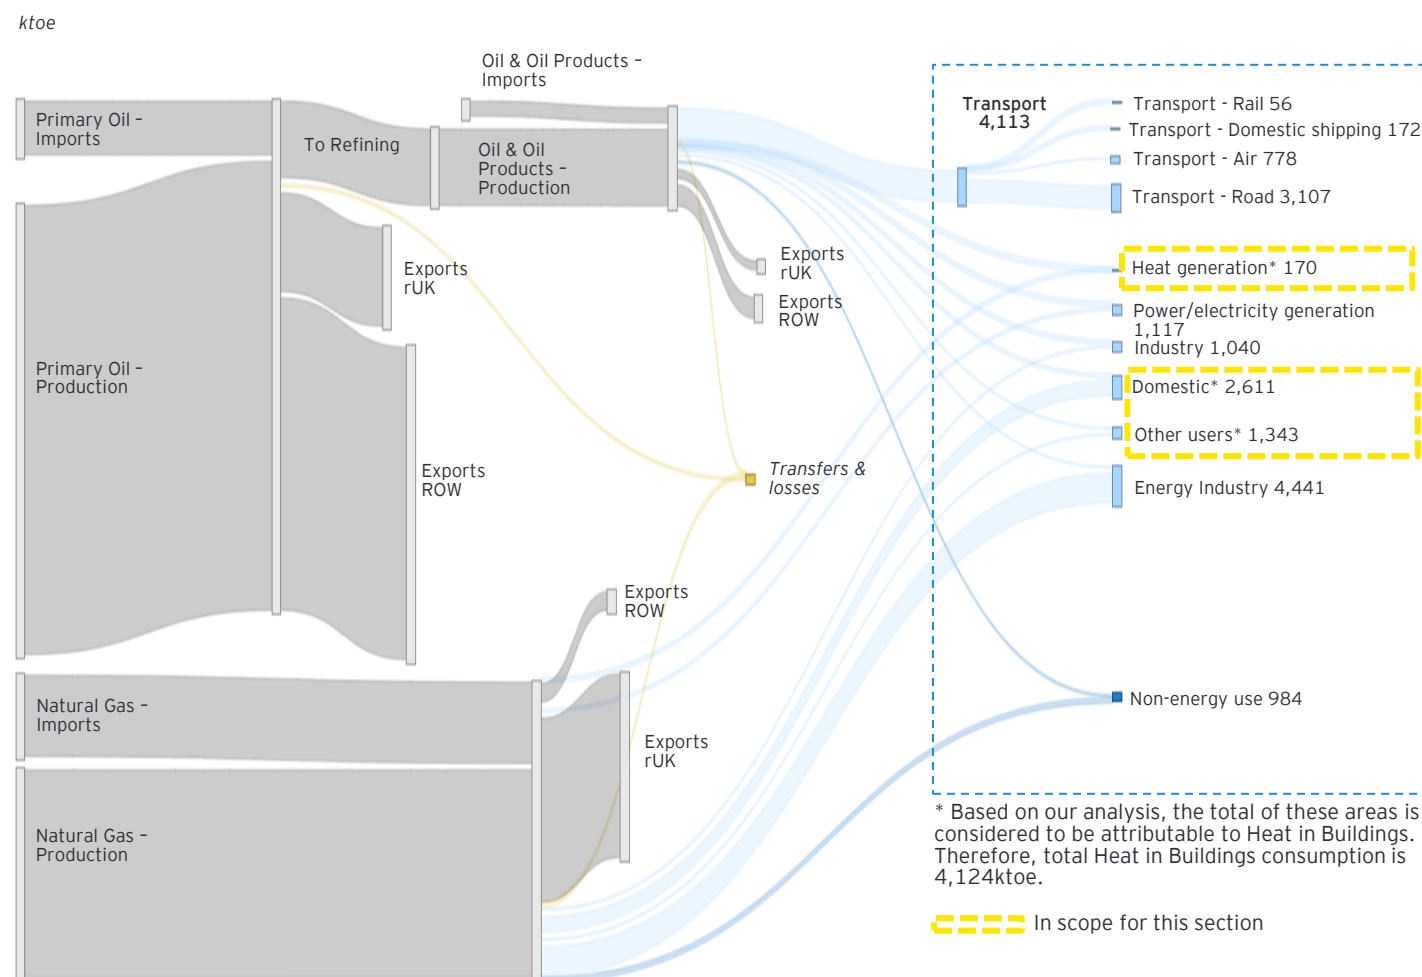 ktoe
Oil & Oil Products –
Imports
Primary Oil –
Imports
To Refining
Oil & Oil
Products –
Production
Transport
4,113
Transport - Rail 56
Transport - Domestic shipping 172
Transport - Air 778
Transport - Road 3,107
Exports
rUK
Exports
rUK
Exports
ROW
Heat generation* 170
Power/electricity generation
1,117
Industry 1,040
Primary Oil –
Production
Domestic* 2,611
Other users* 1,343
Exports
ROW
Transfers &
losses
Energy Industry 4,441
Exports
ROW
Natural Gas –
Imports
Non-energy use 984
Exports
rUK
Natural Gas –
Production
* Based on our analysis, the total of these areas is
considered to be attributable to Heat in Buildings.
Therefore, total Heat in Buildings consumption is
4,124ktoe.
In scope for this section